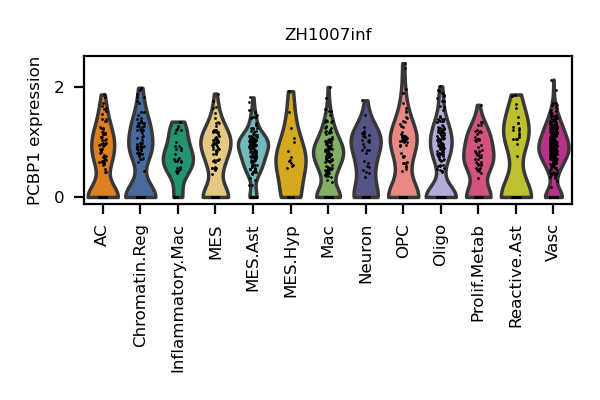 ZH1007inf
PCBP1 expression
2
0
AC
Chromatin.Reg
Inflammatory.Mac
MES
MES.Ast
MES.Hyp
Mac
Neuron
OPC
Oligo
Prolif.Metab
Reactive.Ast
Vasc